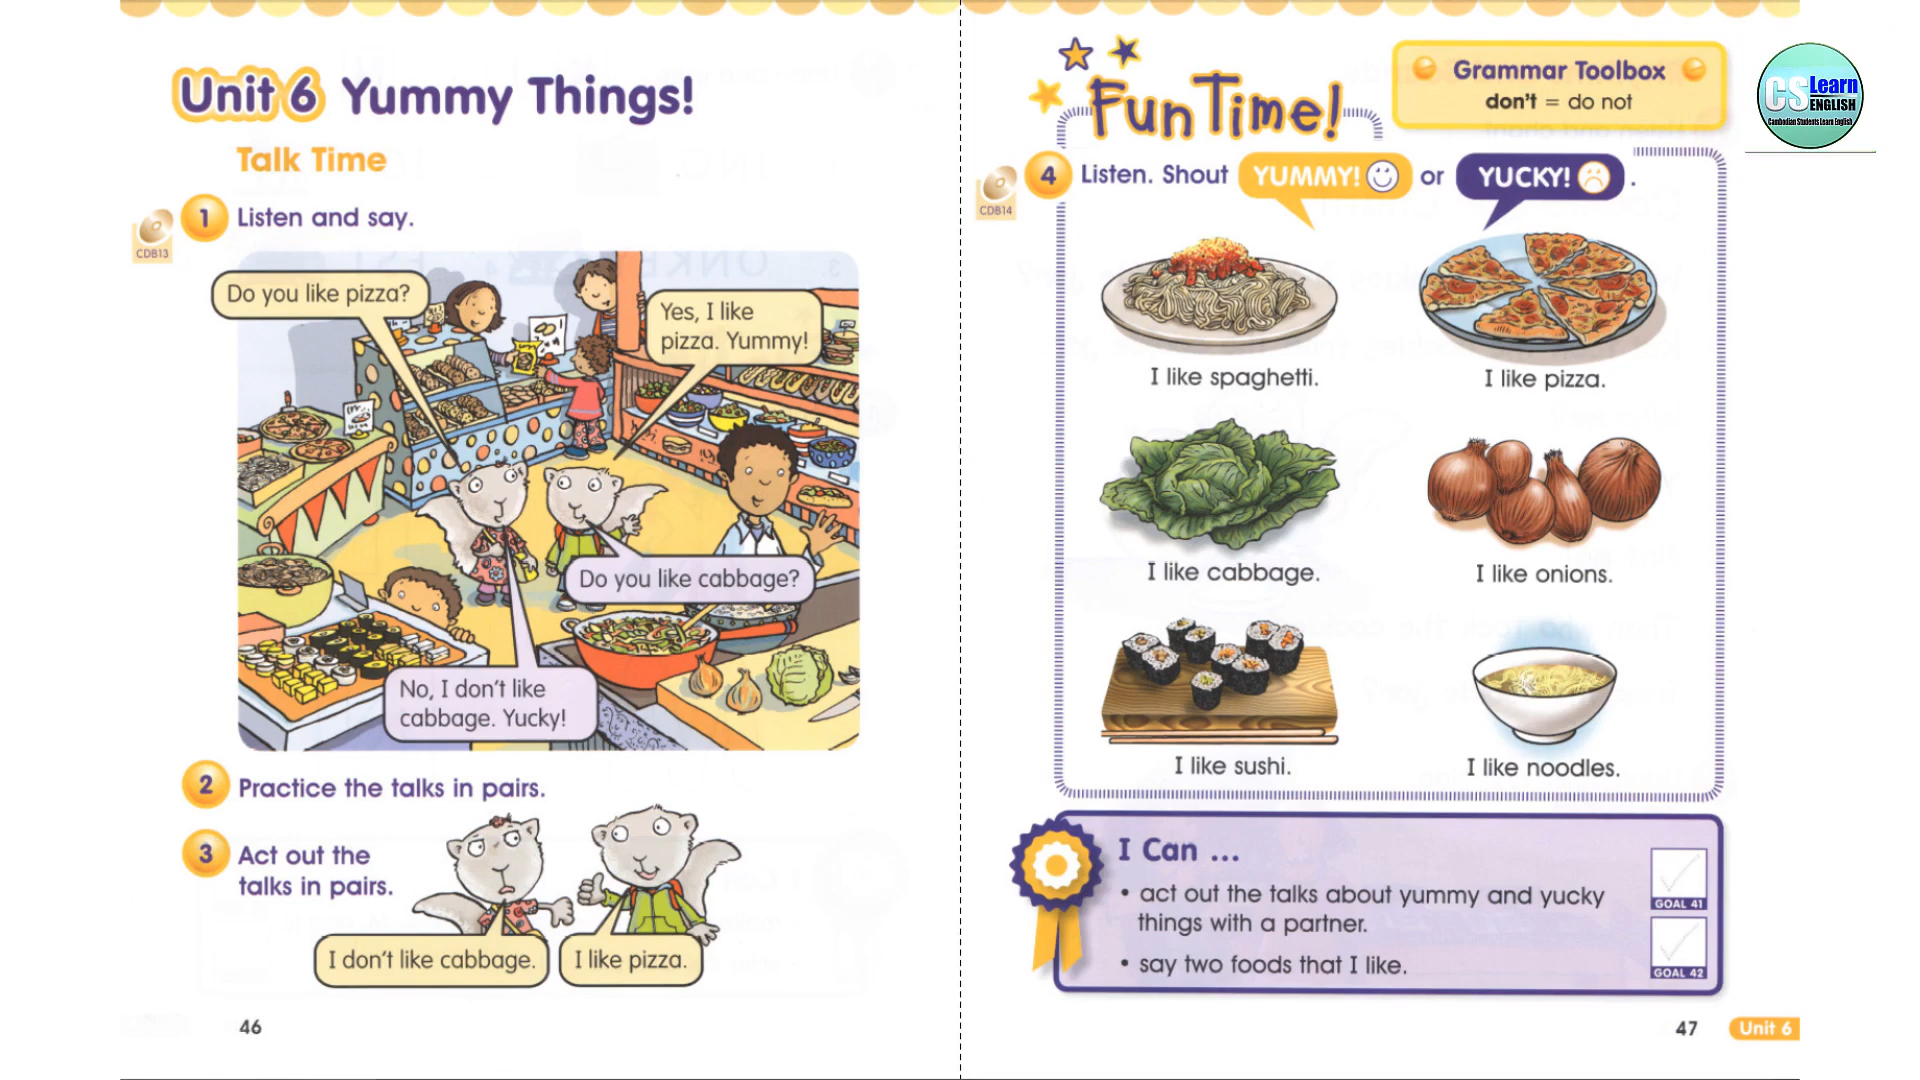 Unit 6 Yummy Things!
Talk Time
1 Listen and say.
CDB13
Do you like pizza?
Yes, I like
pizza. Yummy!
Do you like cabbage?
No, I don't like
cabbage. Yucky!
2 Practice the talks in pairs.
3 Act out the
talks in pairs.
I don't like cabbage.
I like pizza.
46
Fun Time!
Grammar Toolbox
don't = do not
CS Learn
ENGLISH
Cambodian Students Learn English
CDB14
4 Listen. Shout YUMMY! or YUCKY! .
I like spaghetti.
I like pizza.
I like cabbage.
I like onions.
I like sushi.
I like noodles.
I Can ...
• act out the talks about yummy and yucky
things with a partner.
GOAL 41
• say two foods that I like.
GOAL 42
47
Unit 6